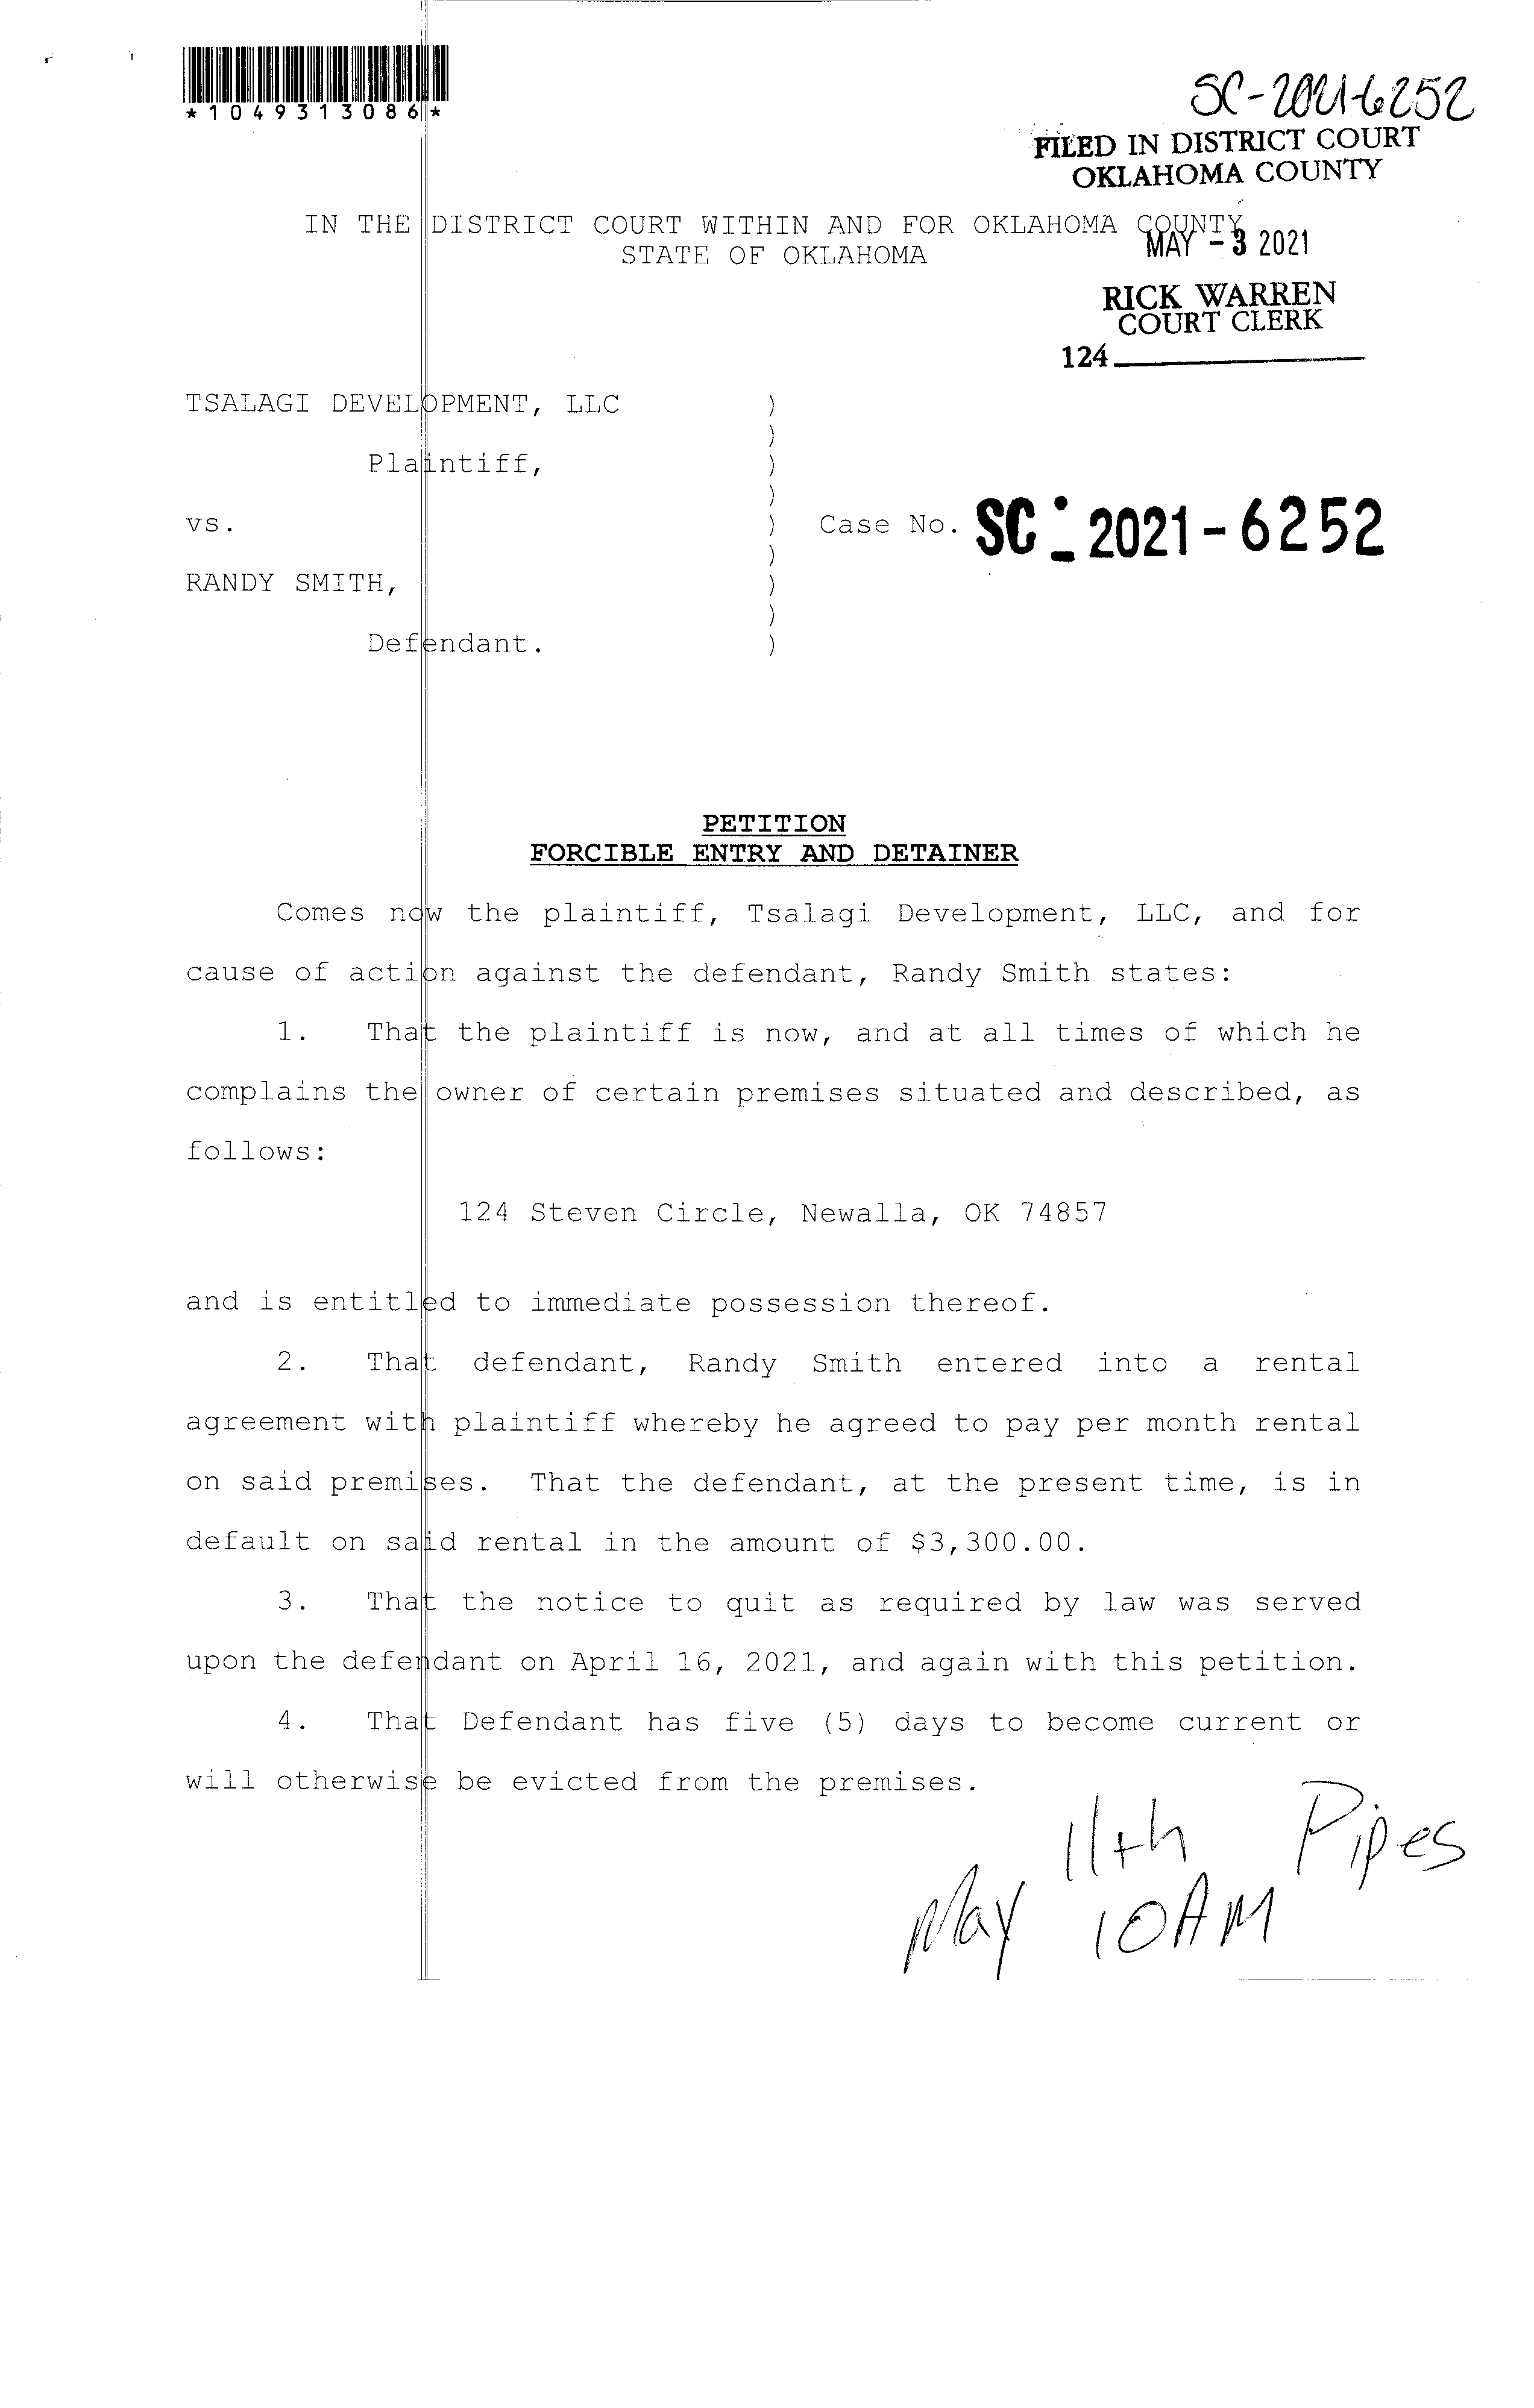 *1049313086*
SC-2021-6252
FILED IN DISTRICT COURT
OKLAHOMA COUNTY
IN THE DISTRICT COURT WITHIN AND FOR OKLAHOMA COUNTY
STATE OF OKLAHOMA
MAY - 3 2021
RICK WARREN
COURT CLERK
124
TSALAGI DEVELOPMENT, LLC )
)
Plaintiff, )
)
vs. ) Case No. SC - 2021 - 6252
)
RANDY SMITH, )
)
Defendant. )
PETITION
FORCIBLE ENTRY AND DETAINER
Comes now the plaintiff, Tsalagi Development, LLC, and for
cause of action against the defendant, Randy Smith states:
1. That the plaintiff is now, and at all times of which he
complains the owner of certain premises situated and described, as
follows:
124 Steven Circle, Newalla, OK 74857
and is entitled to immediate possession thereof.
2. That defendant, Randy Smith entered into a rental
agreement with plaintiff whereby he agreed to pay per month rental
on said premises. That the defendant, at the present time, is in
default on said rental in the amount of $3,300.00.
3. That the notice to quit as required by law was served
upon the defendant on April 16, 2021, and again with this petition.
4. That Defendant has five (5) days to become current or
will otherwise be evicted from the premises.
May 11th Pipes
10AM